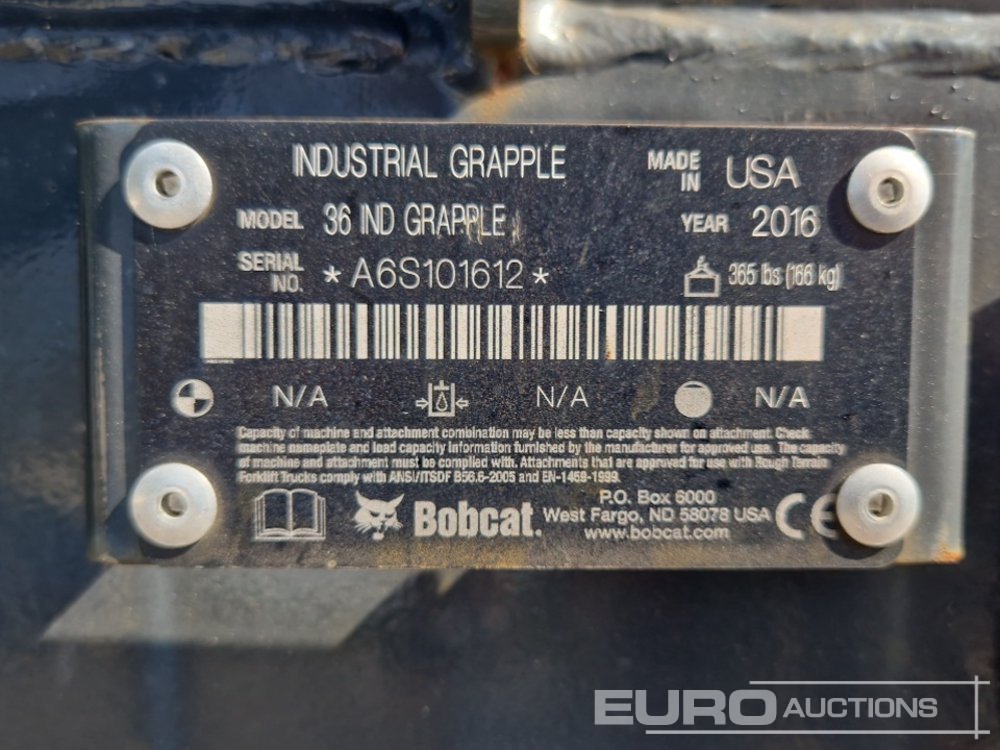 INDUSTRIAL GRAPPLE
MADE IN USA
MODEL 36 IND GRAPPLE
YEAR 2016
SERIAL NO. *A6S101612*
365 lbs (166 kg)
N/A N/A N/A
Capacity of machine and attachment combination may be less than capacity shown on attachment. Check
machine nameplate and load capacity information furnished by the manufacturer for approved use. The capacity
of machine and attachment must be complied with. Attachments that are approved for use with Rough Terrain
Forklift Trucks comply with ANSI/ITSDF B56.6-2005 and EN-1459-1999.
Bobcat.
P.O. Box 6000
West Fargo, ND 58078 USA
www.bobcat.com
CE
EURO AUCTIONS